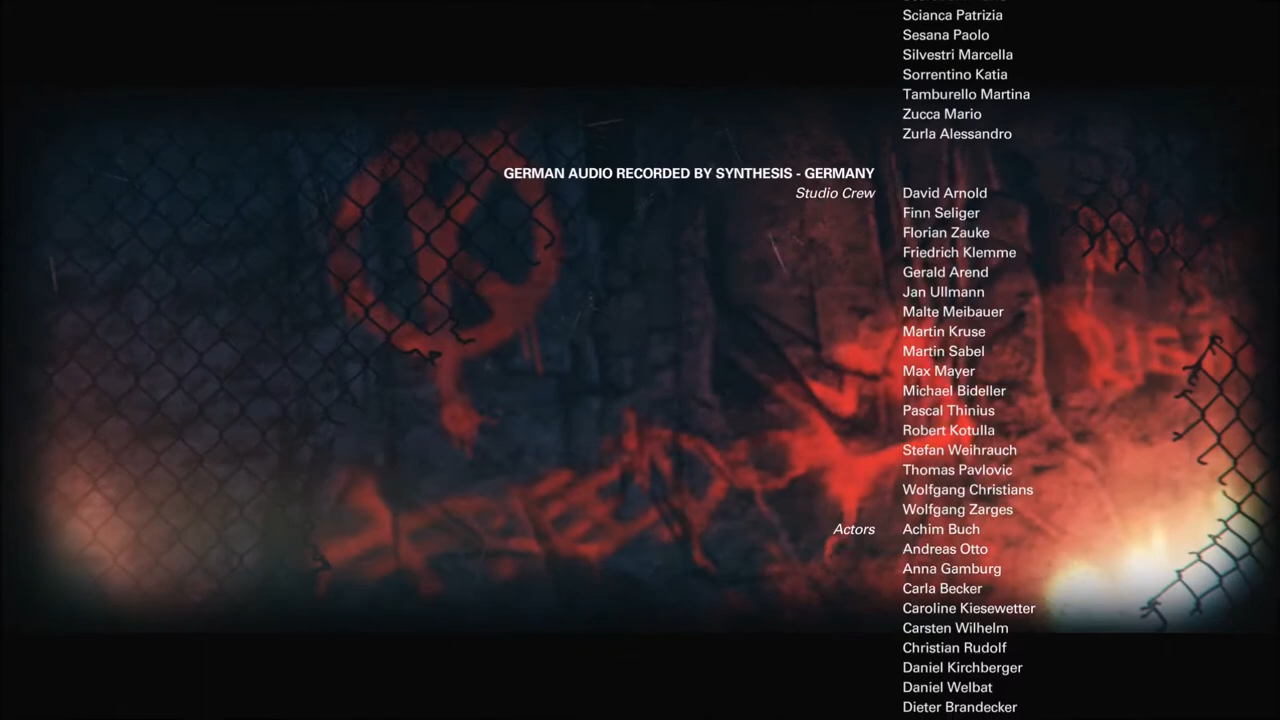 Scianca Patrizia
Sesana Paolo
Silvestri Marcella
Sorrentino Katia
Tamburello Martina
Zucca Mario
Zurla Alessandro
GERMAN AUDIO RECORDED BY SYNTHESIS - GERMANY
Studio Crew David Arnold
Finn Seliger
Florian Zauke
Friedrich Klemme
Gerald Arend
Jan Ullmann
Malte Meibauer
Martin Kruse
Martin Sabel
Max Mayer
Michael Bideller
Pascal Thinius
Robert Kotulla
Stefan Weihrauch
Thomas Pavlovic
Wolfgang Christians
Wolfgang Zarges
Actors Achim Buch
Andreas Otto
Anna Gamburg
Carla Becker
Caroline Kiesewetter
Carsten Wilhelm
Christian Rudolf
Daniel Kirchberger
Daniel Welbat
Dieter Brandecker